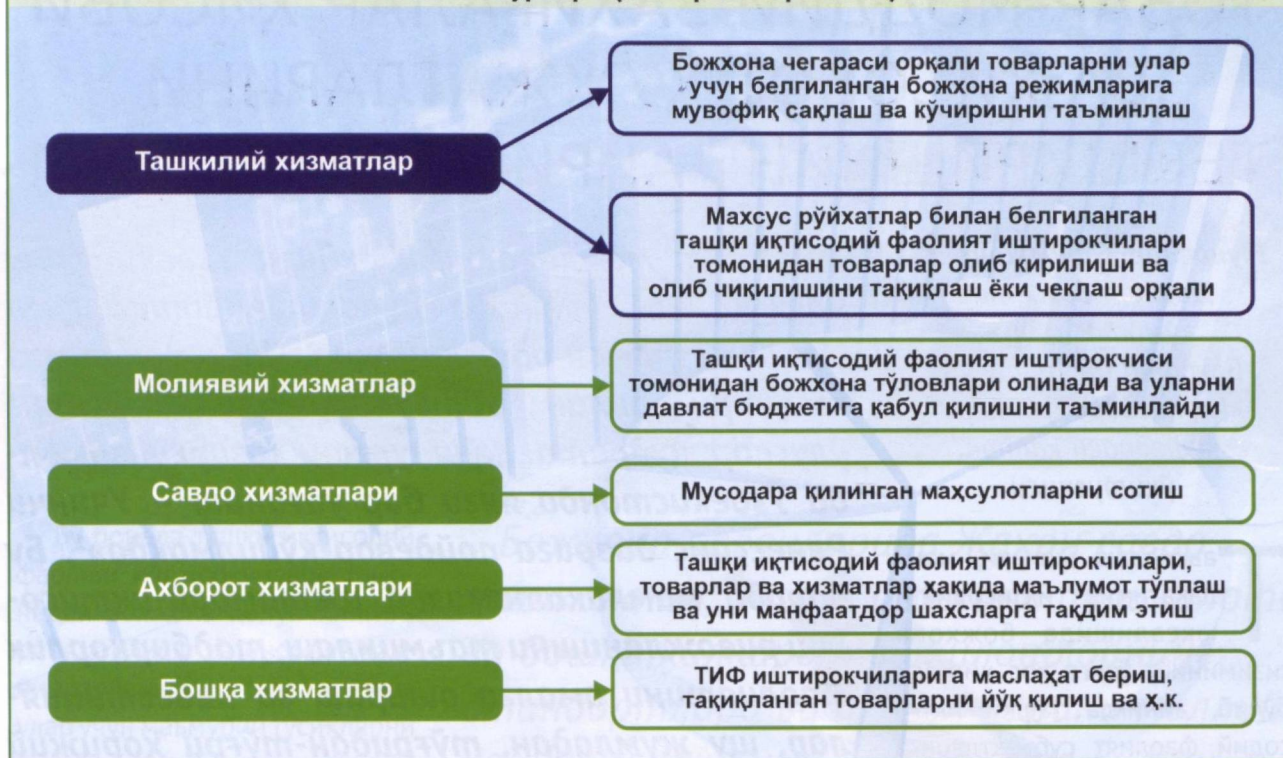 Божхона чегараси орқали товарларни улар
учун белгиланган божхона режимларига
мувофиқ сақлаш ва кўчиришни таъминлаш
Ташкилий хизматлар
Махсус рўйхатлар билан белгиланган
ташқи иқтисодий фаолият иштирокчилари
томонидан товарлар олиб кирилиши ва
олиб чиқилишини тақиқлаш ёки чеклаш орқали
Молиявий хизматлар
Ташқи иқтисодий фаолият иштирокчиси
томонидан божхона тўловлари олинади ва уларни
давлат бюджетига қабул қилишни таъминлайди
Савдо хизматлари
Мусодара қилинган маҳсулотларни сотиш
Ахборот хизматлари
Ташқи иқтисодий фаолият иштирокчилари,
товарлар ва хизматлар ҳақида маълумот тўплаш
ва уни манфаатдор шахсларга тақдим этиш
Бошқа хизматлар
ТИФ иштирокчиларига маслаҳат бериш,
тақиқланган товарларни йўқ қилиш ва ҳ.к.